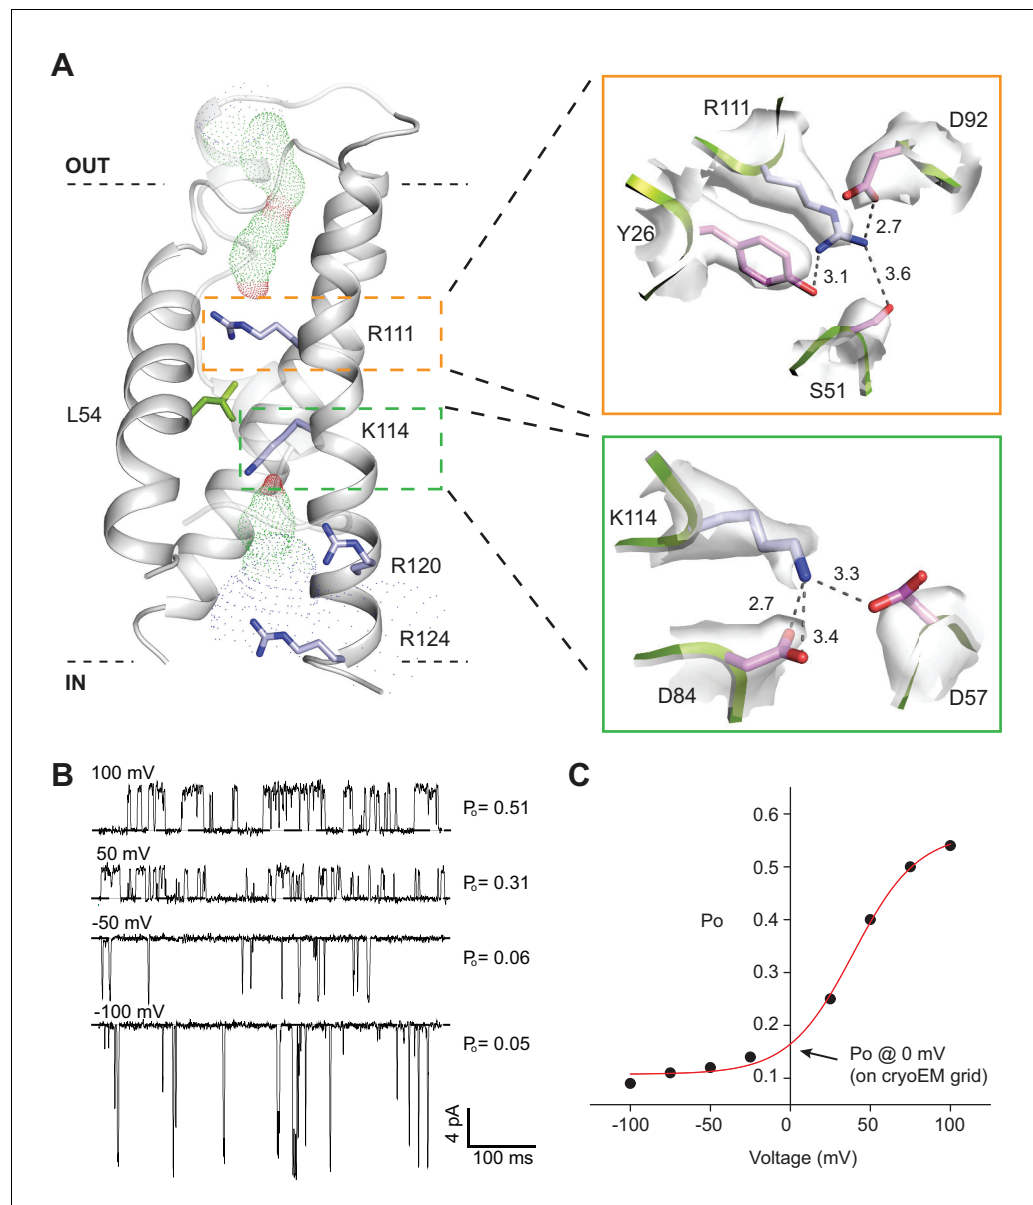 A
OUT
R111
L54
K114
R120
R124
IN
R111
D92
2.7
Y26
3.1
3.6
S51
K114
3.3
2.7
3.4
D84
D57
B
100 mV
Po= 0.51
50 mV
Po= 0.31
-50 mV
Po= 0.06
-100 mV
Po= 0.05
4 pA
100 ms
C
0.6
0.5
Po
0.4
0.3
0.2
Po @ 0 mV
(on cryoEM grid)
0.1
-100
-50
0
50
100
Voltage (mV)